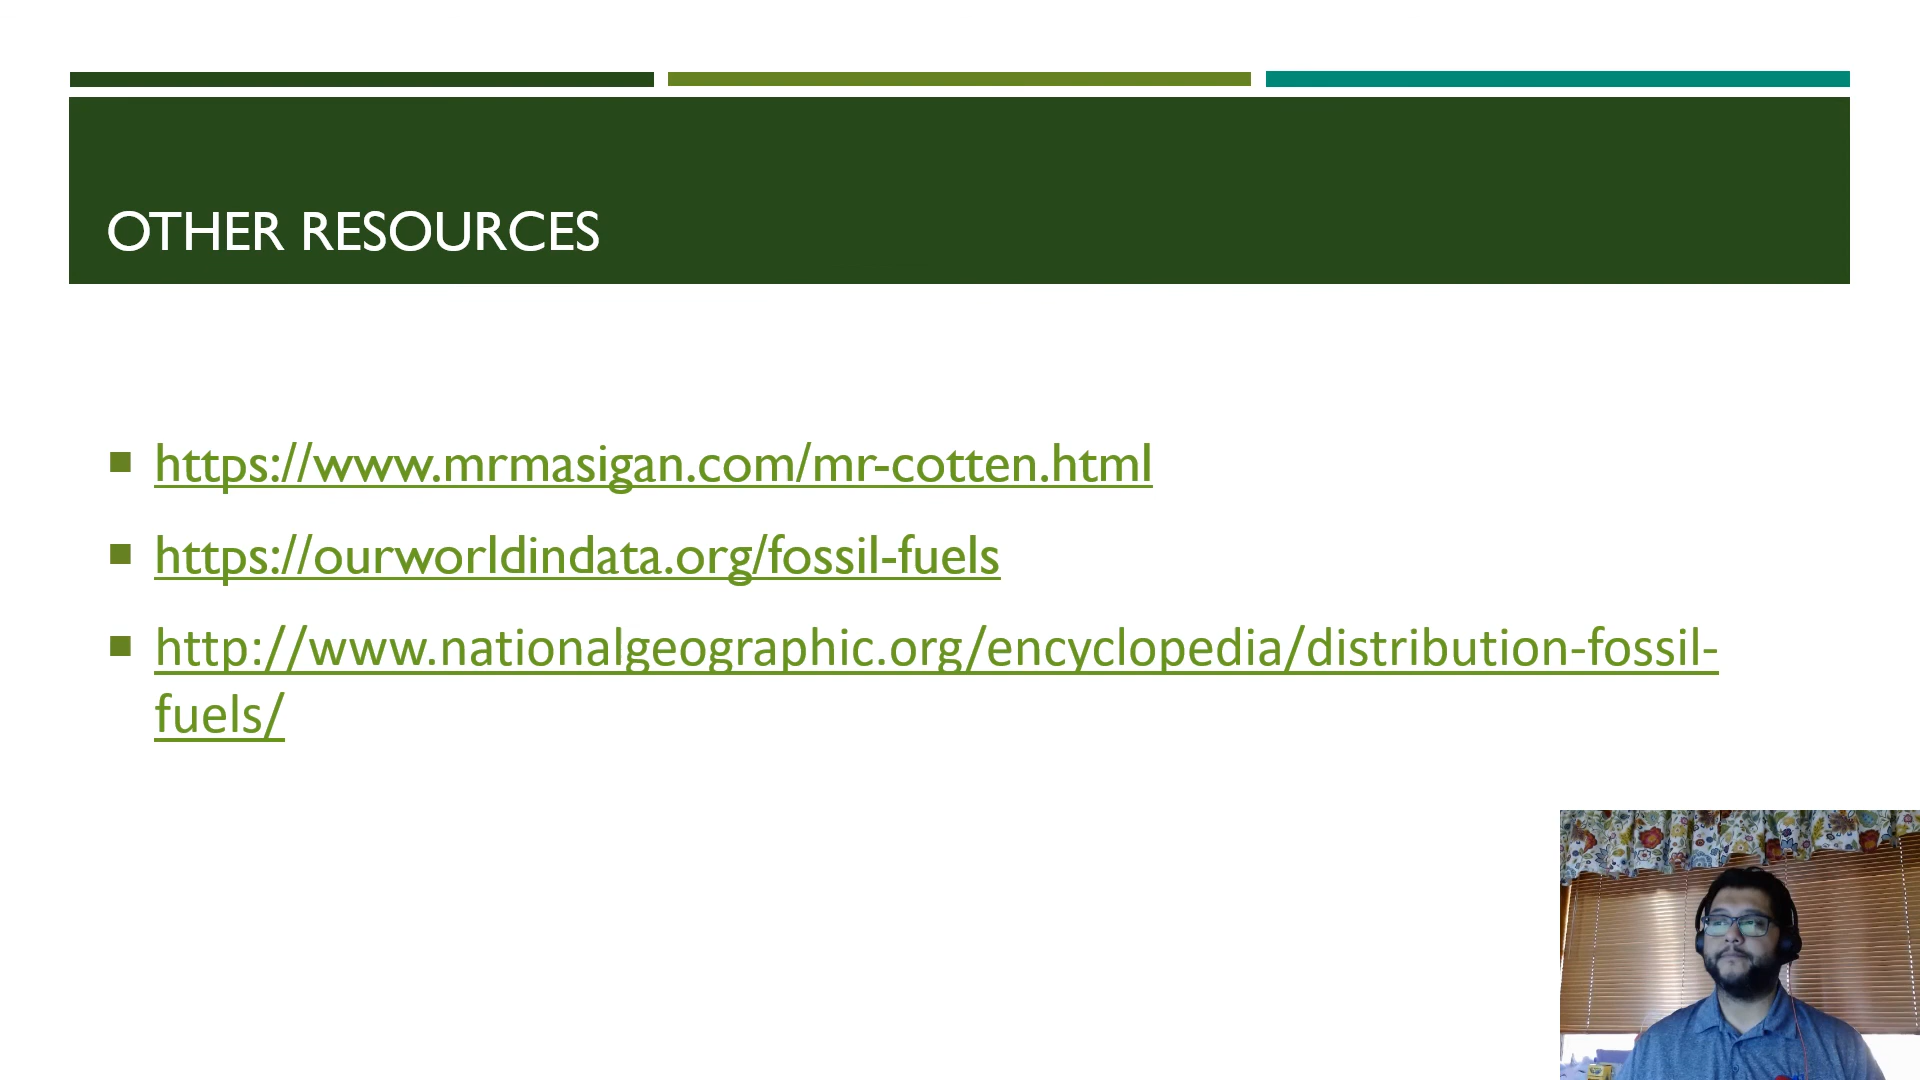 OTHER RESOURCES
https://www.mrmasigan.com/mr-cotten.html
https://ourworldindata.org/fossil-fuels
http://www.nationalgeographic.org/encyclopedia/distribution-fossil-
fuels/